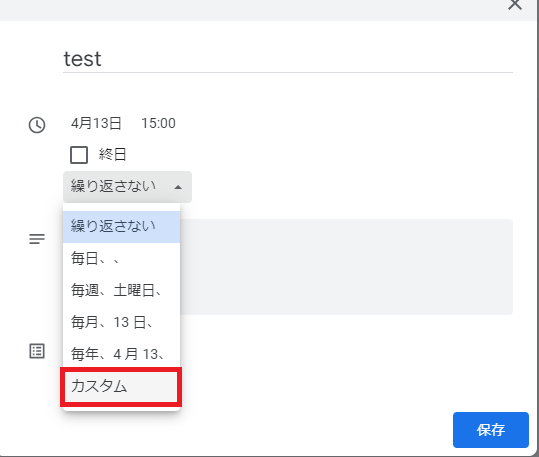 test
4月13日 15:00
終日
繰り返さない
繰り返さない
毎日、、
毎週、土曜日、
毎月、13 日、
毎年、4 月 13、
カスタム
保存